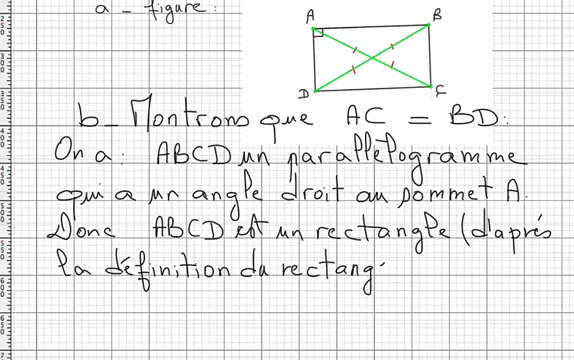 a - figure:
A
B
D
C
b - Montrons que AC = BD:
On a: ABCD un parallélogramme
qui a un angle droit au sommet A.
Donc ABCD est un rectangle (d'après
la définition du rectang